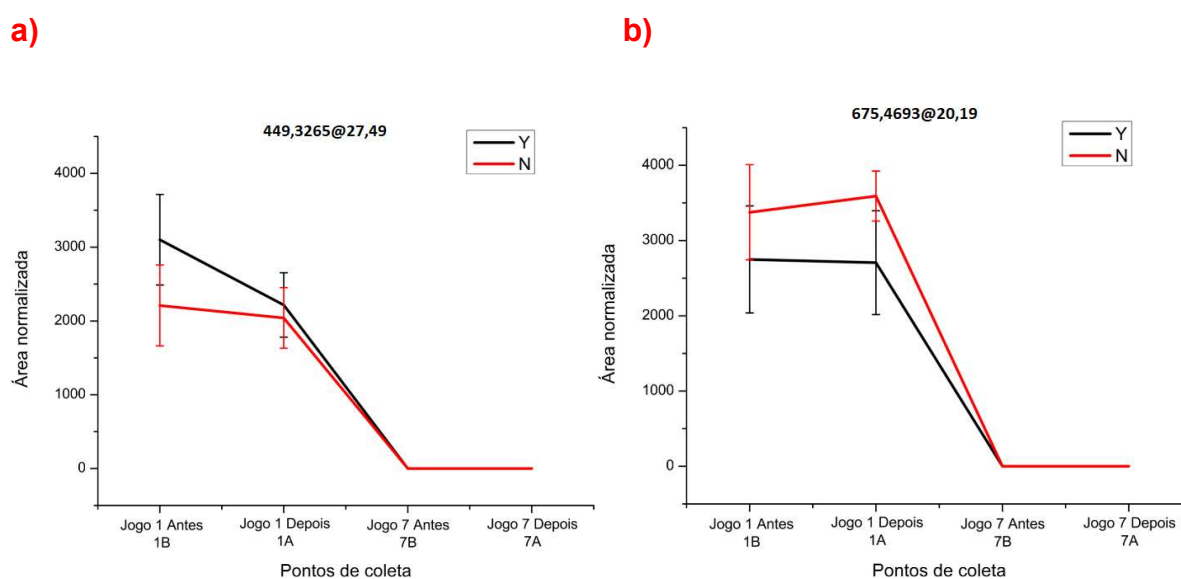 a)
449,3265@27,49
Y
N
Área normalizada
4000
3000
2000
1000
0
Jogo 1 Antes
1B
Jogo 1 Depois
1A
Jogo 7 Antes
7B
Jogo 7 Depois
7A
Pontos de coleta
b)
675,4693@20,19
Y
N
Área normalizada
4000
3000
2000
1000
0
Jogo 1 Antes
1B
Jogo 1 Depois
1A
Jogo 7 Antes
7B
Jogo 7 Depois
7A
Pontos de coleta